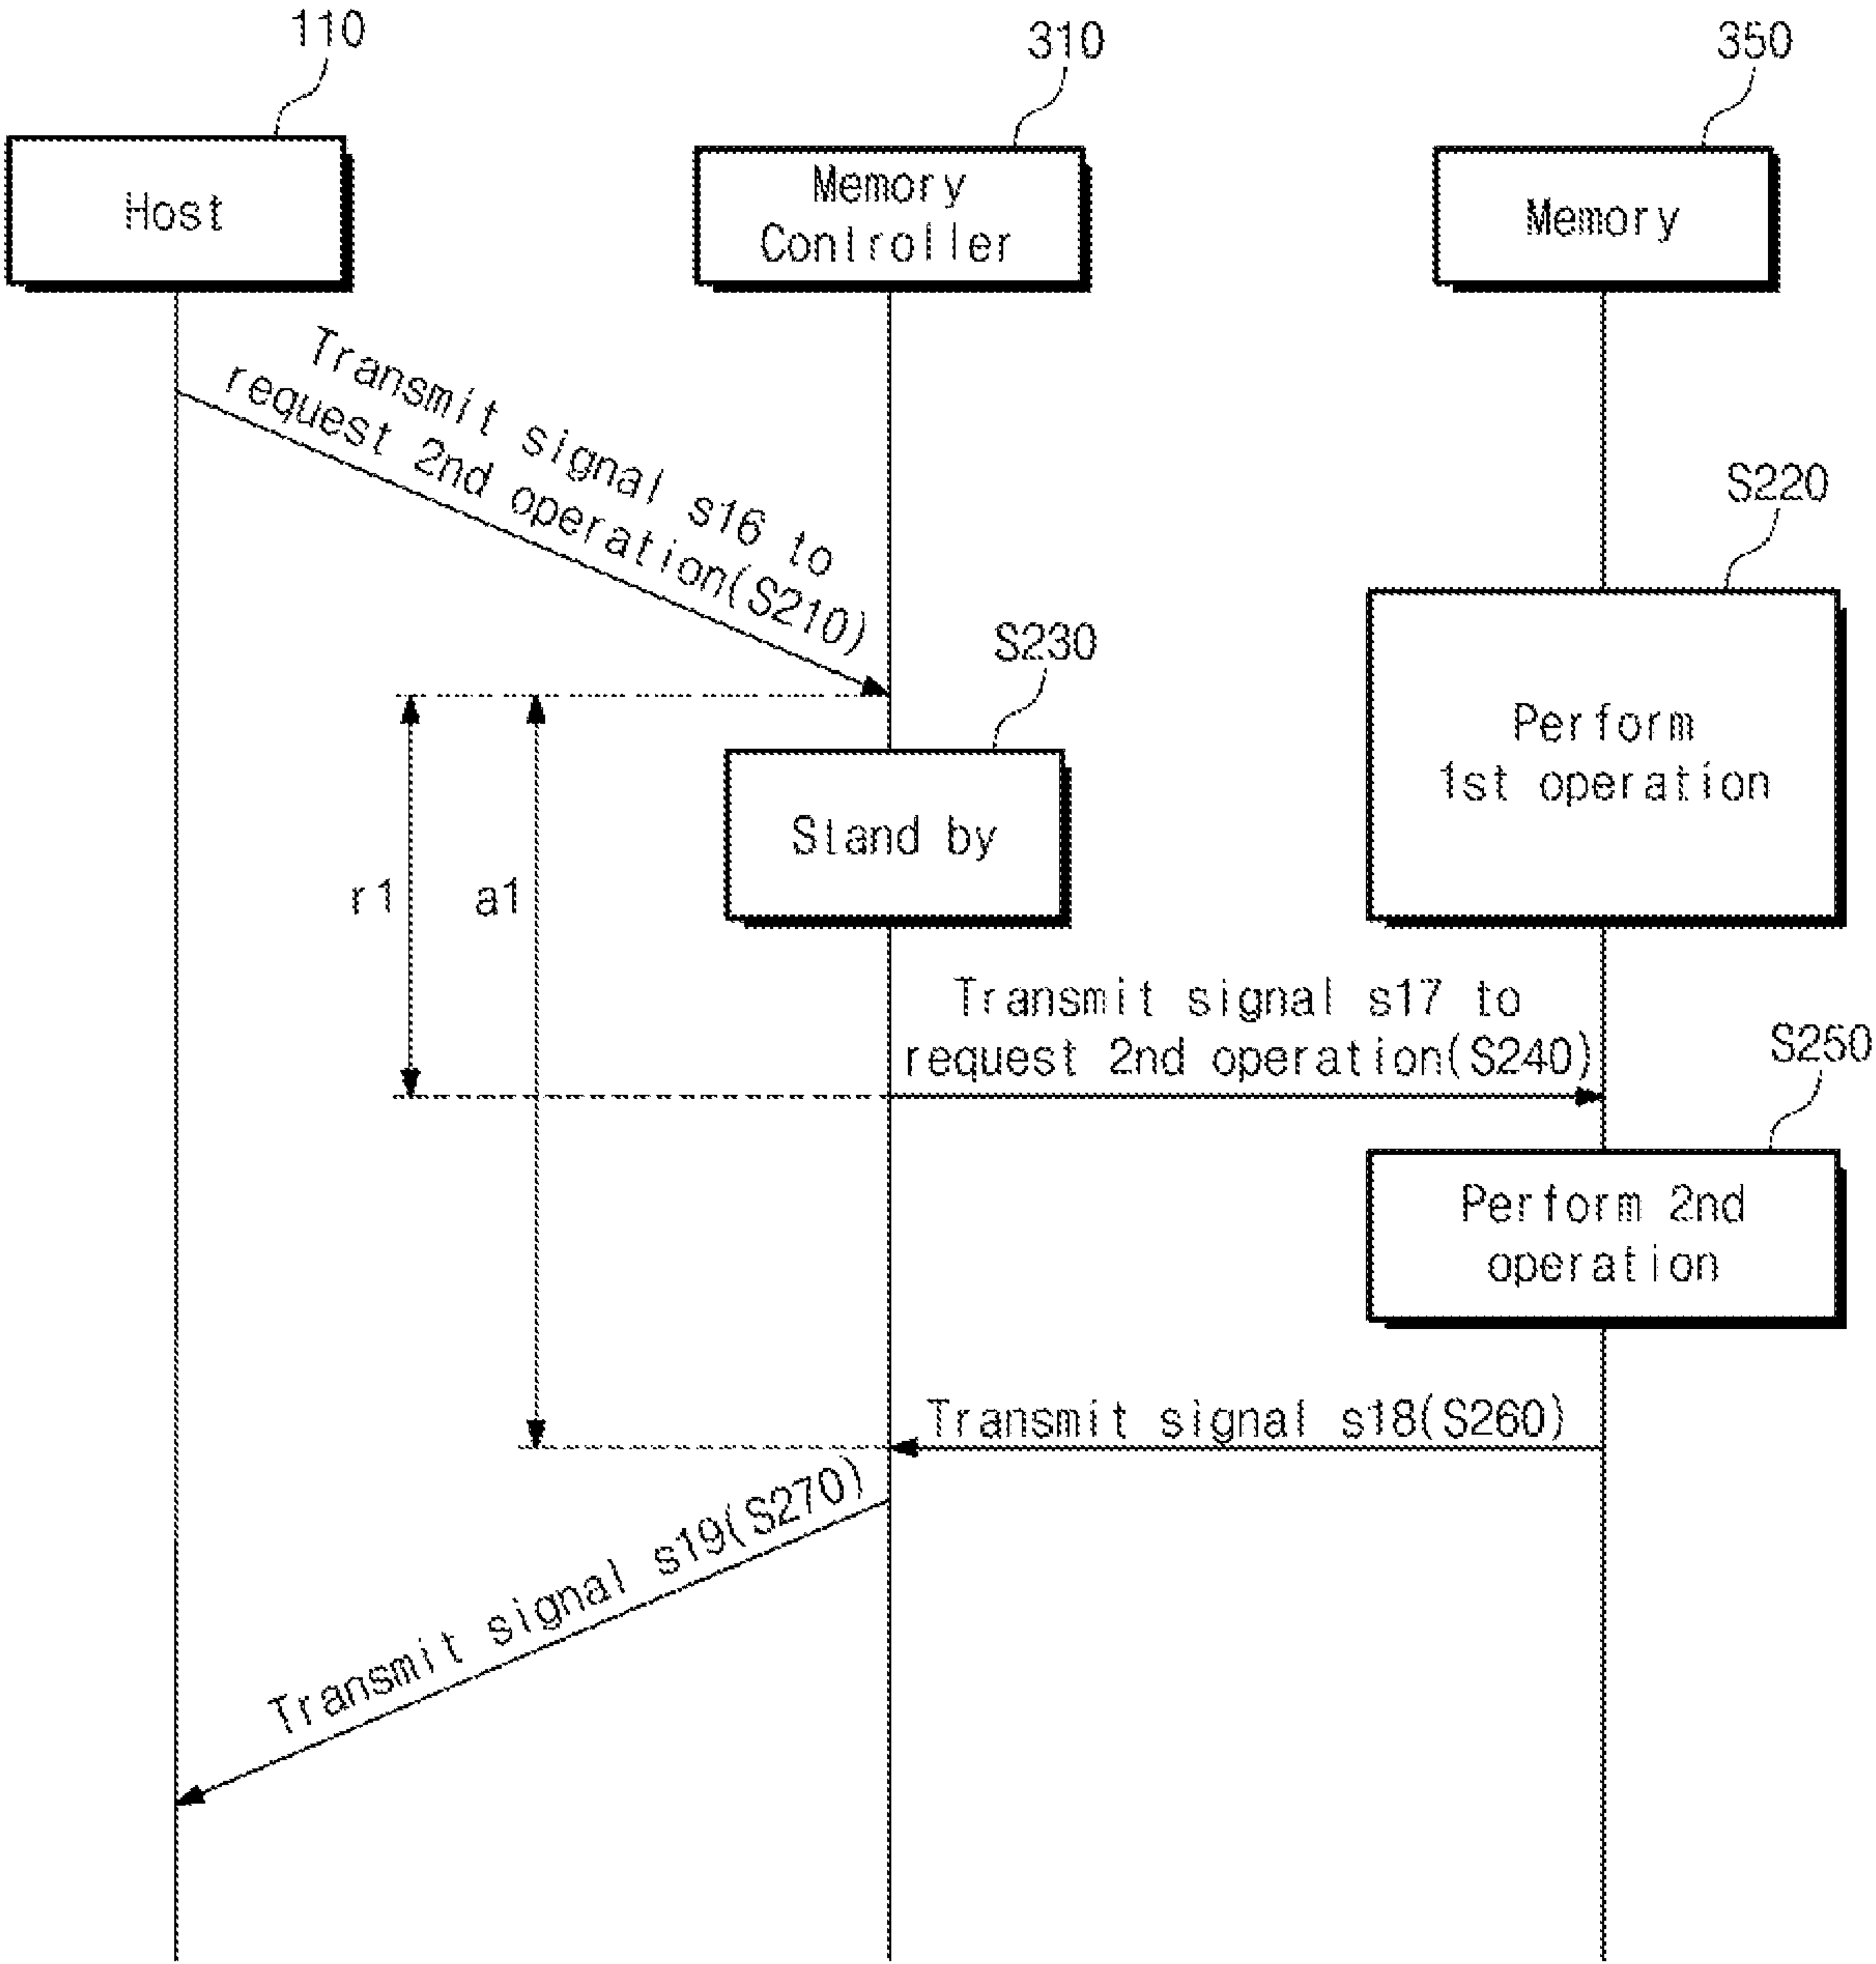 110
310
350
Host
Memory
Controller
Memory
Transmit signal s16 to
request 2nd operation(S210)
S220
S230
Perform
1st operation
Stand by
r1
a1
Transmit signal s17 to
request 2nd operation(S240)
S250
Perform 2nd
operation
Transmit signal s18(S260)
Transmit signal s19(S270)